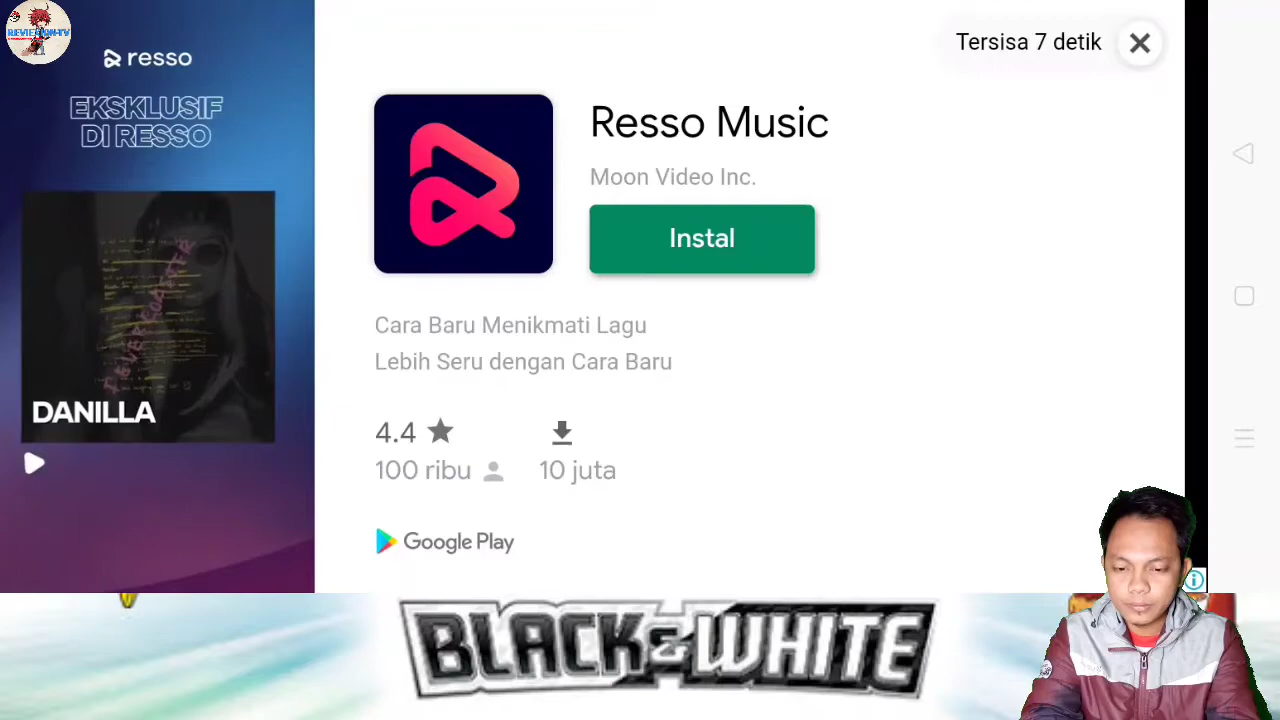 resso
EKSKLUSIF
DI RESSO
DANILLA
Tersisa 7 detik
Resso Music
Moon Video Inc.
Instal
Cara Baru Menikmati Lagu
Lebih Seru dengan Cara Baru
4.4
100 ribu
10 juta
Google Play
BLACK & WHITE